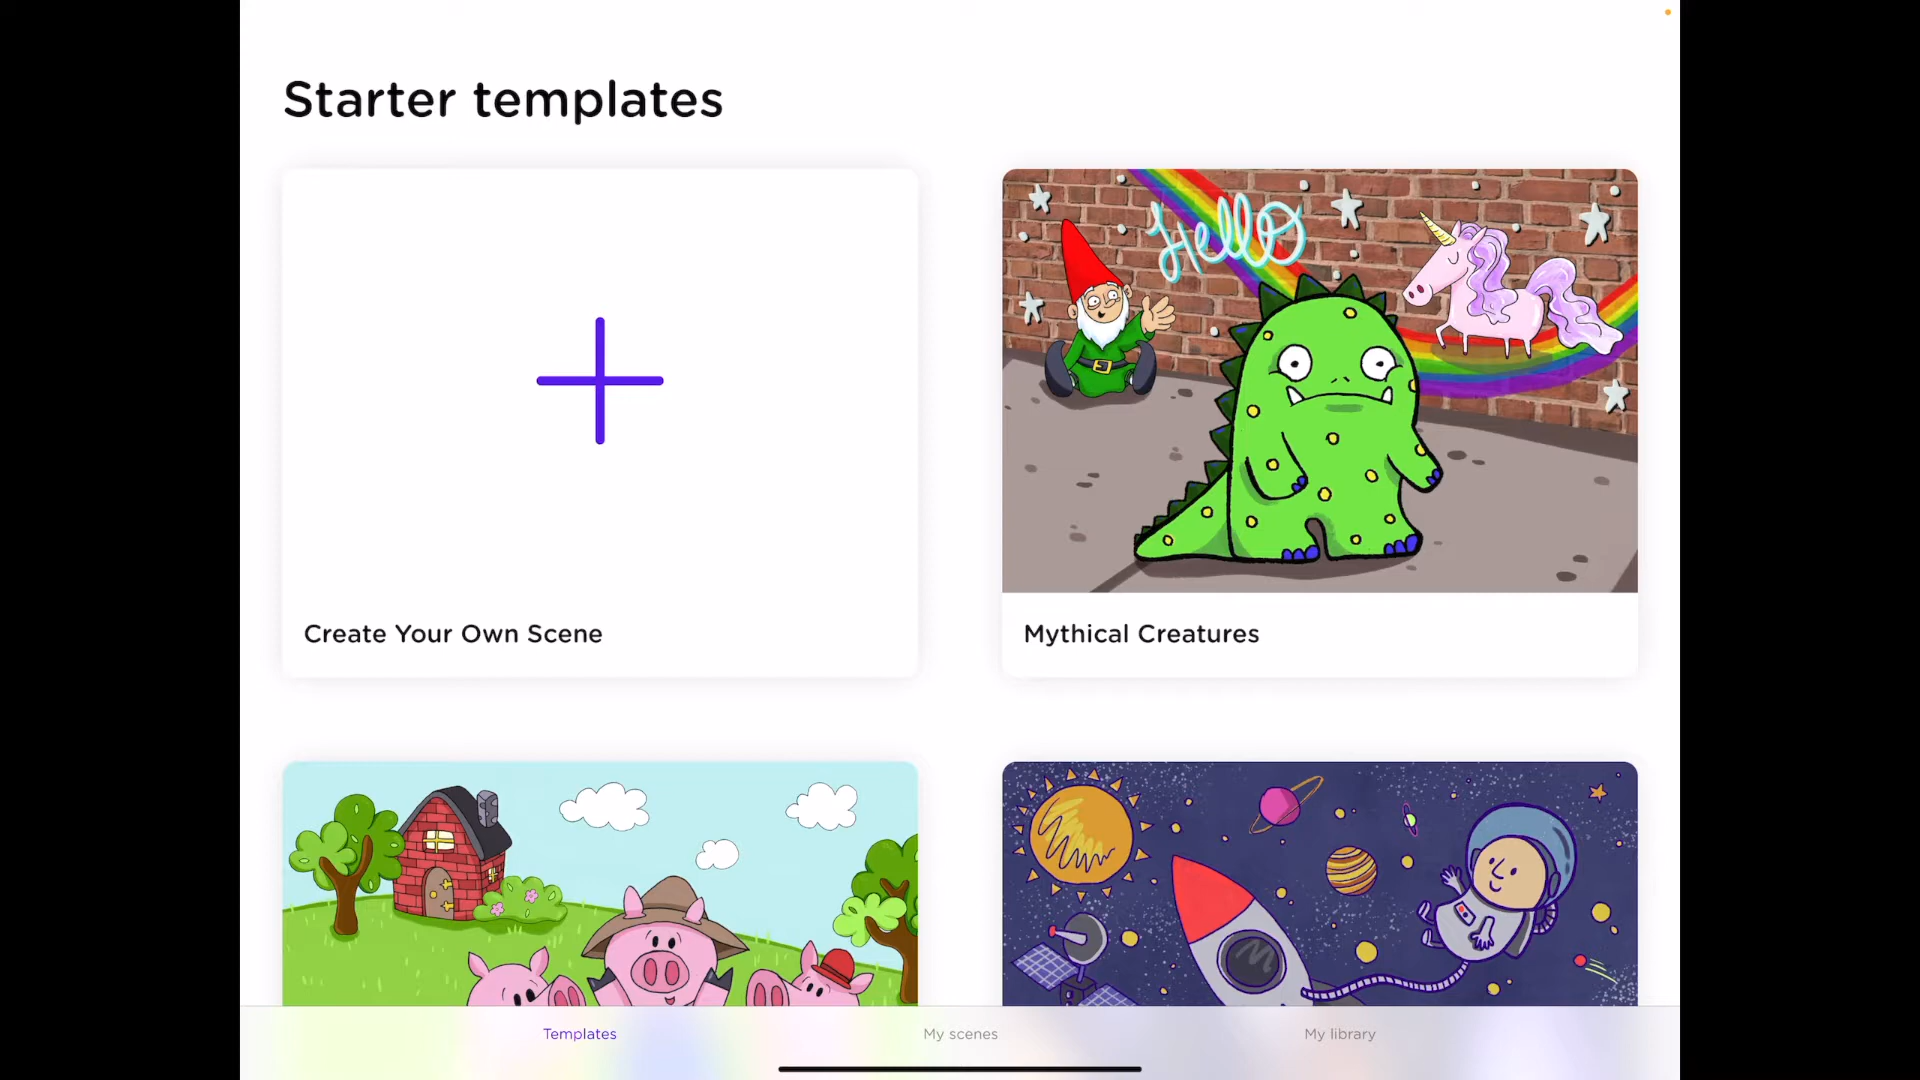 Starter templates
Hello
Create Your Own Scene
Mythical Creatures
Templates
My scenes
My library